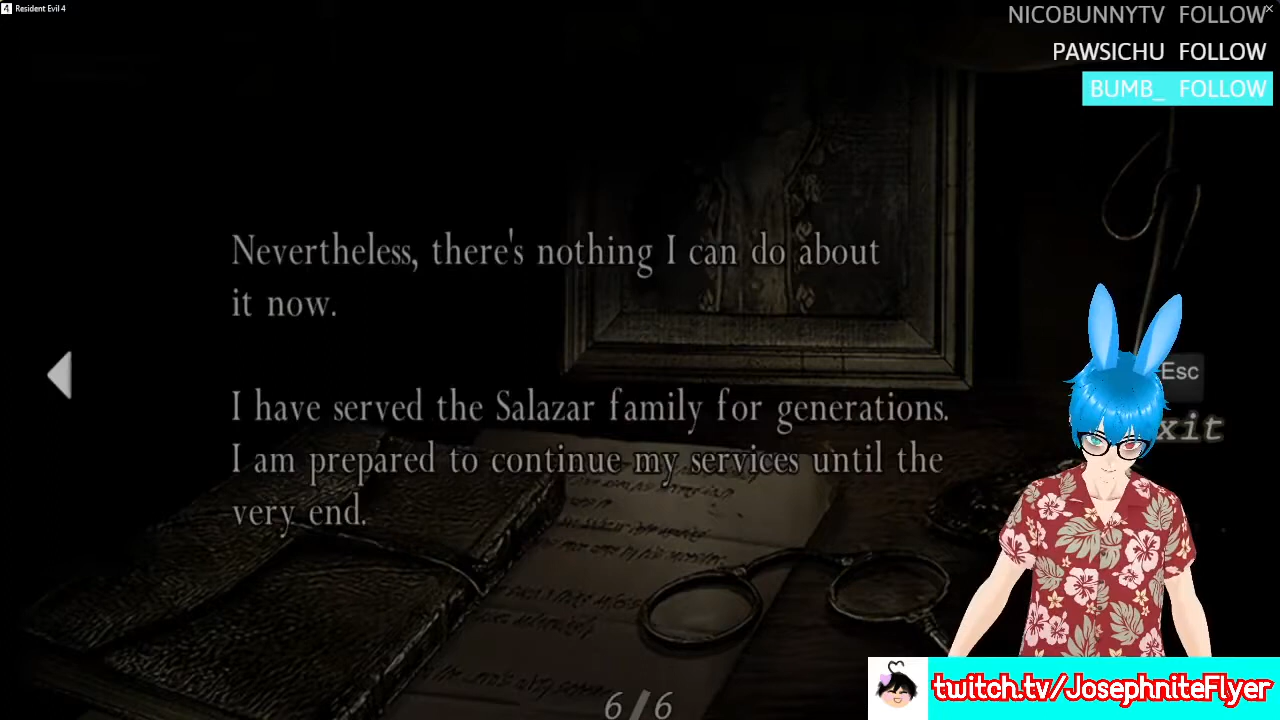 Resident Evil 4
NICOBUNNYTV FOLLOW
PAWSICHU FOLLOW
BUMB_ FOLLOW
Nevertheless, there's nothing I can do about
it now.
I have served the Salazar family for generations.
I am prepared to continue my services until the
very end.
Esc
xit
6/6
twitch.tv/JosephniteFlyer